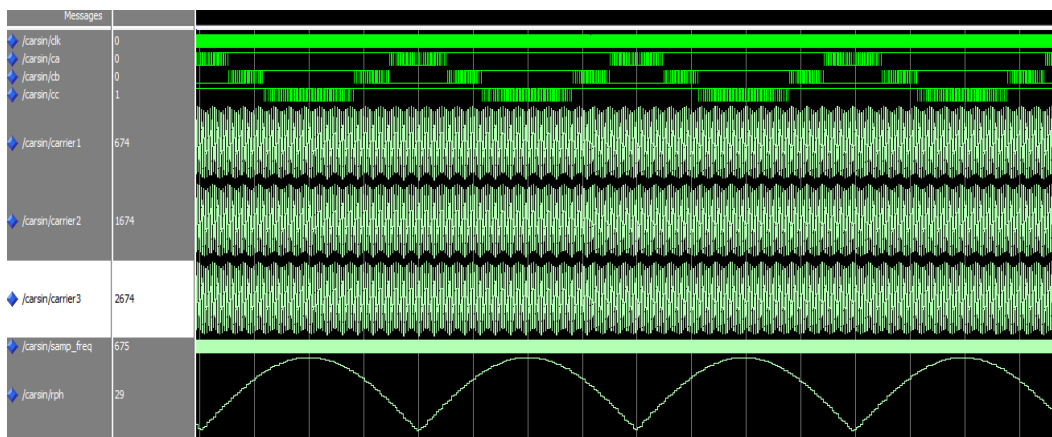 Messages
/carsin/clk 0
/carsin/ca 0
/carsin/cb 0
/carsin/cc 1
/carsin/carrier1 674
/carsin/carrier2 1674
/carsin/carrier3 2674
/carsin/samp_freq 675
/carsin/rph 29